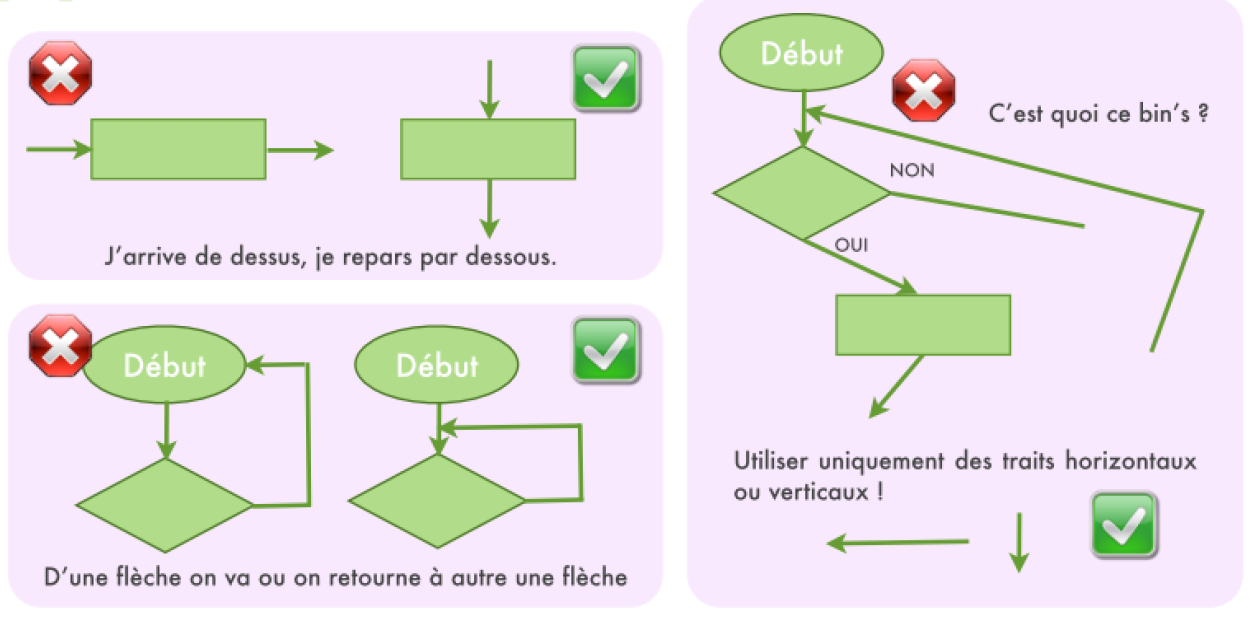 J'arrive de dessus, je repars par dessous.
Début
Début
D'une flèche on va ou on retourne à autre une flèche
Début
C'est quoi ce bin's ?
NON
OUI
Utiliser uniquement des traits horizontaux
ou verticaux !